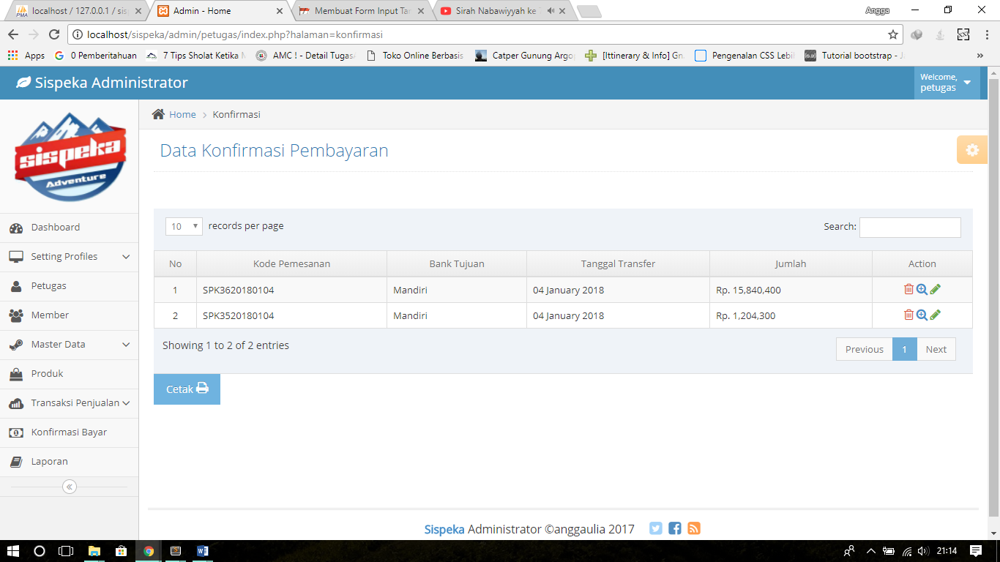 localhost / 127.0.0.1 / sis
Admin - Home
Membuat Form Input Tan
Sirah Nabawiyyah ke
Angga
localhost/sispeka/admin/petugas/index.php?halaman=konfirmasi
Apps
0 Pemberitahuan
7 Tips Sholat Ketika
AMC ! - Detail Tugas
Toko Online Berbasis
Catper Gunung Argo
[Ittinerary & Info] Gn
Pengenalan CSS Lebi
Tutorial bootstrap -
Sispeka Administrator
Welcome,
petugas
sispeka
Adventure
Home
Konfirmasi
Data Konfirmasi Pembayaran
Dashboard
Setting Profiles
Petugas
Member
Master Data
Produk
Transaksi Penjualan
Konfirmasi Bayar
Laporan
10 records per page Search:
No Kode Pemesanan Bank Tujuan Tanggal Transfer Jumlah Action
1 SPK3620180104 Mandiri 04 January 2018 Rp. 15,840,400
2 SPK3520180104 Mandiri 04 January 2018 Rp. 1,204,300
Showing 1 to 2 of 2 entries
Previous 1 Next
Cetak
Sispeka Administrator ©anggaulia 2017
21:14